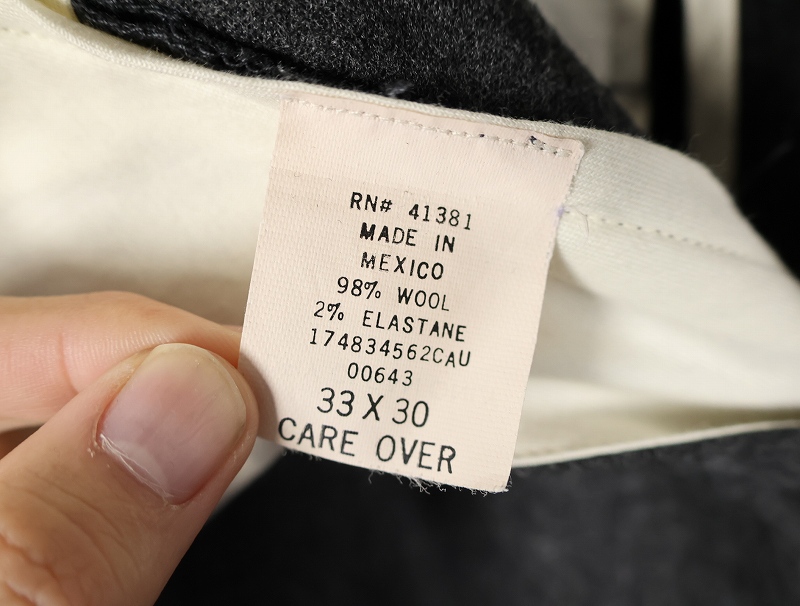 RN# 41381
MADE IN
MEXICO
98% WOOL
2% ELASTANE
174834562CAU
00643
33 X 30
CARE OVER